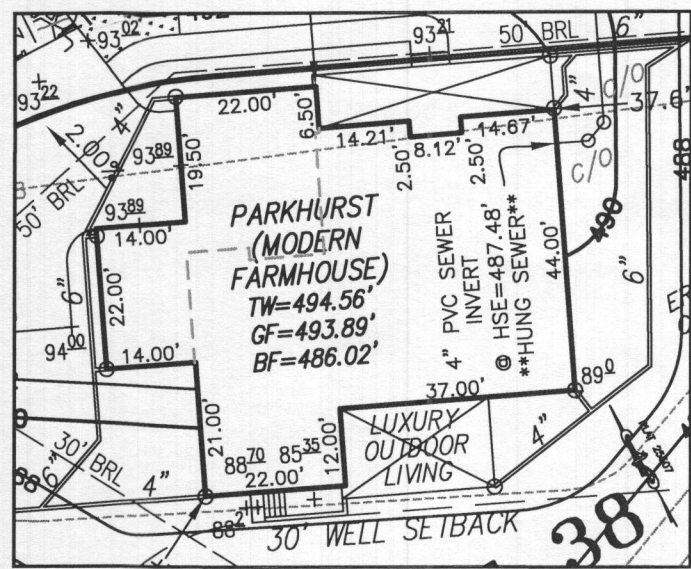 93 02
93 22
93 21
50' BRL
6"
4"
c/o
37.6'
22.00'
6.50'
14.21'
2.50'
8.12'
2.50'
14.67'
4"
2.00%
93 89
19.50'
50' BRL
93 89
14.00'
c/o
488
490
PARKHURST
(MODERN
FARMHOUSE)
TW=494.56'
GF=493.89'
BF=486.02'
4" PVC SEWER
INVERT
@ HSE=487.48'
**HUNG SEWER**
44.00'
6"
6"
22.00'
94 00
14.00'
21.00'
37.00'
89 0
LUXURY
OUTDOOR
LIVING
4"
12.00'
88 70
85 35
22.00'
30' BRL
6"
4"
88 2
30' WELL SETBACK
38